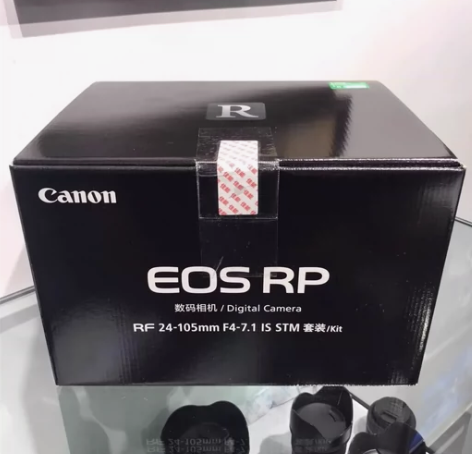 R
Canon
EOS RP
数码相机 / Digital Camera
RF 24-105mm F4-7.1 IS STM 套装/Kit